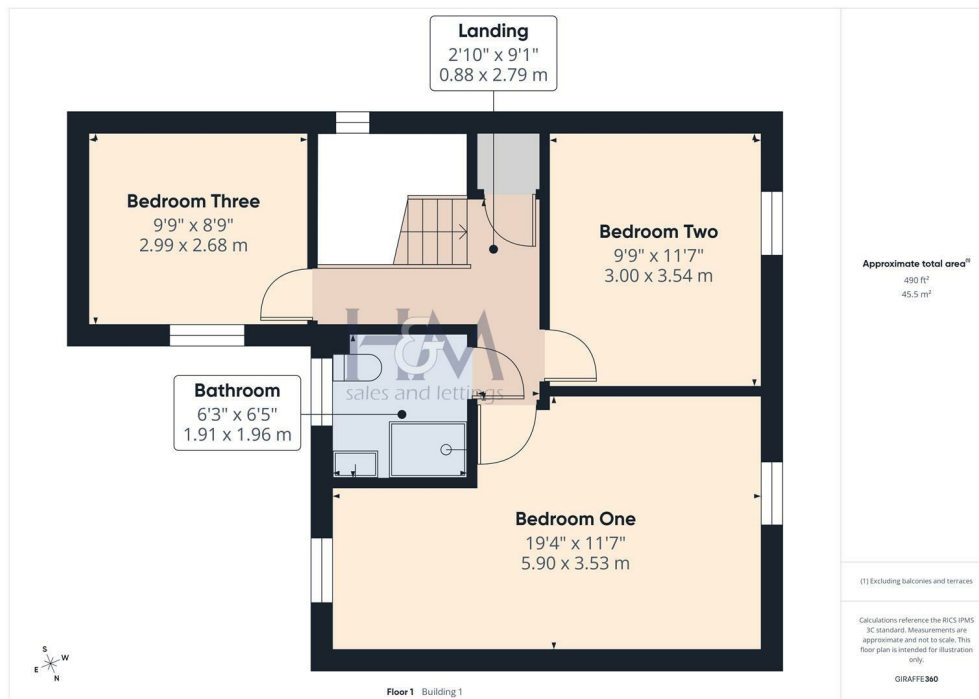 Landing
2'10" x 9'1"
0.88 x 2.79 m
Bedroom Three
9'9" x 8'9"
2.99 x 2.68 m
Bedroom Two
9'9" x 11'7"
3.00 x 3.54 m
H&M
sales and lettings
Bathroom
6'3" x 6'5"
1.91 x 1.96 m
Bedroom One
19'4" x 11'7"
5.90 x 3.53 m
S
W
E
N
Floor 1 Building 1
Approximate total area⁽¹⁾
490 ft²
45.5 m²
(1) Excluding balconies and terraces
Calculations reference the RICS IPMS
3C standard. Measurements are
approximate and not to scale. This
floor plan is intended for illustration
only.
GIRAFFE360